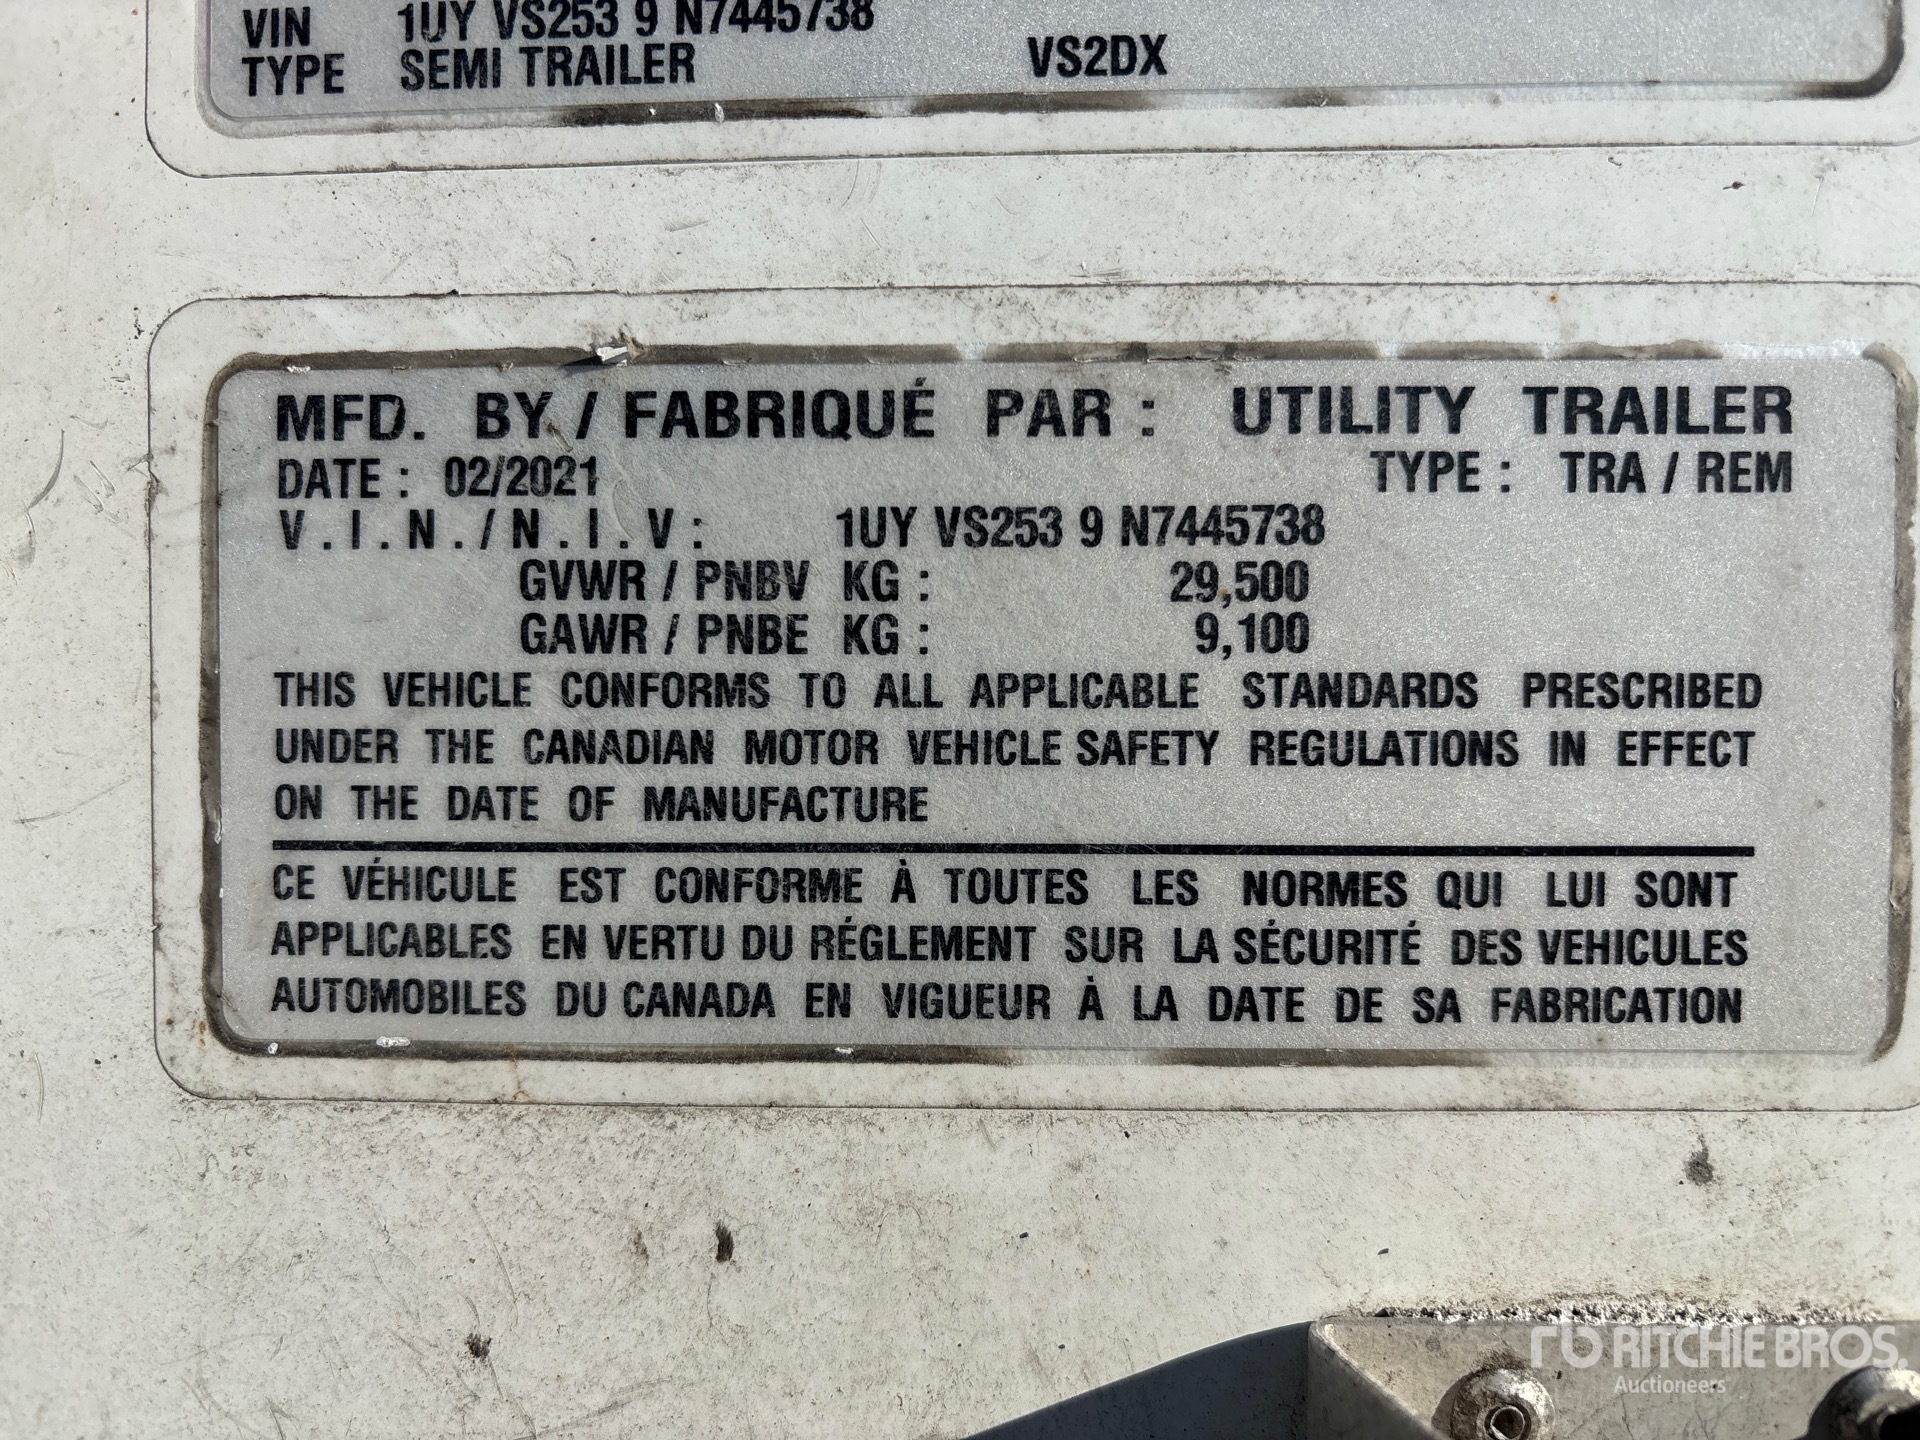 VIN 1UY VS253 9 N7445738
TYPE SEMI TRAILER VS2DX
MFD. BY / FABRIQUÉ PAR : UTILITY TRAILER
DATE : 02/2021 TYPE : TRA / REM
V.I.N./N.I.V: 1UY VS253 9 N7445738
GVWR / PNBV KG : 29,500
GAWR / PNBE KG : 9,100
THIS VEHICLE CONFORMS TO ALL APPLICABLE STANDARDS PRESCRIBED
UNDER THE CANADIAN MOTOR VEHICLE SAFETY REGULATIONS IN EFFECT
ON THE DATE OF MANUFACTURE
CE VÉHICULE EST CONFORME À TOUTES LES NORMES QUI LUI SONT
APPLICABLES EN VERTU DU RÉGLEMENT SUR LA SÉCURITÉ DES VEHICULES
AUTOMOBILES DU CANADA EN VIGUEUR À LA DATE DE SA FABRICATION
rb RITCHIE BROS.
Auctioneers